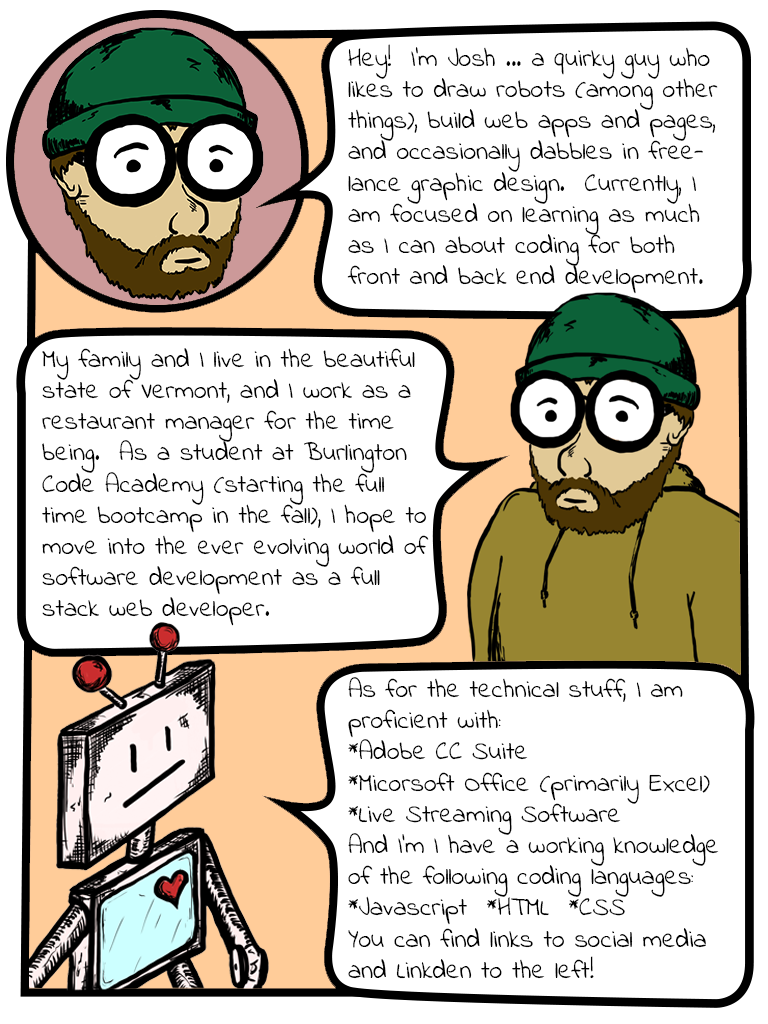 Hey! I'm Josh ... a quirky guy who
likes to draw robots (among other
things), build web apps and pages,
and occasionally dabbles in free-
lance graphic design. Currently, I
am focused on learning as much
as I can about coding for both
front and back end development.
My family and I live in the beautiful
state of Vermont, and I work as a
restaurant manager for the time
being. As a student at Burlington
Code Academy (starting the full
time bootcamp in the fall), I hope to
move into the ever evolving world of
software development as a full
stack web developer.
As for the technical stuff, I am
proficient with:
*Adobe CC Suite
*Micorsoft Office (primarily Excel)
*Live Streaming Software
And I'm I have a working knowledge
of the following coding languages:
*Javascript *HTML *CSS
You can find links to social media
and Linkden to the left!